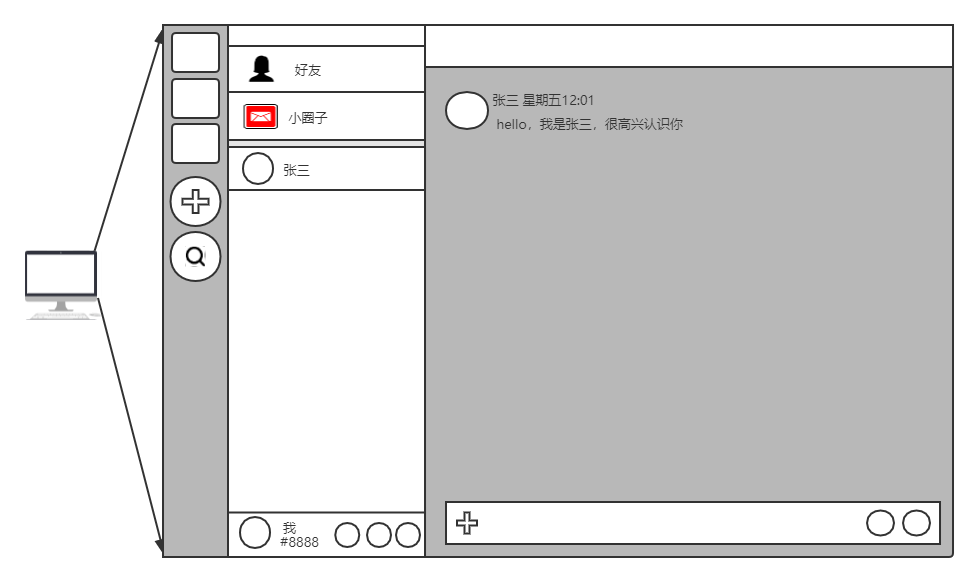 好友
小圈子
张三
我
#8888
张三 星期五12:01
hello，我是张三，很高兴认识你